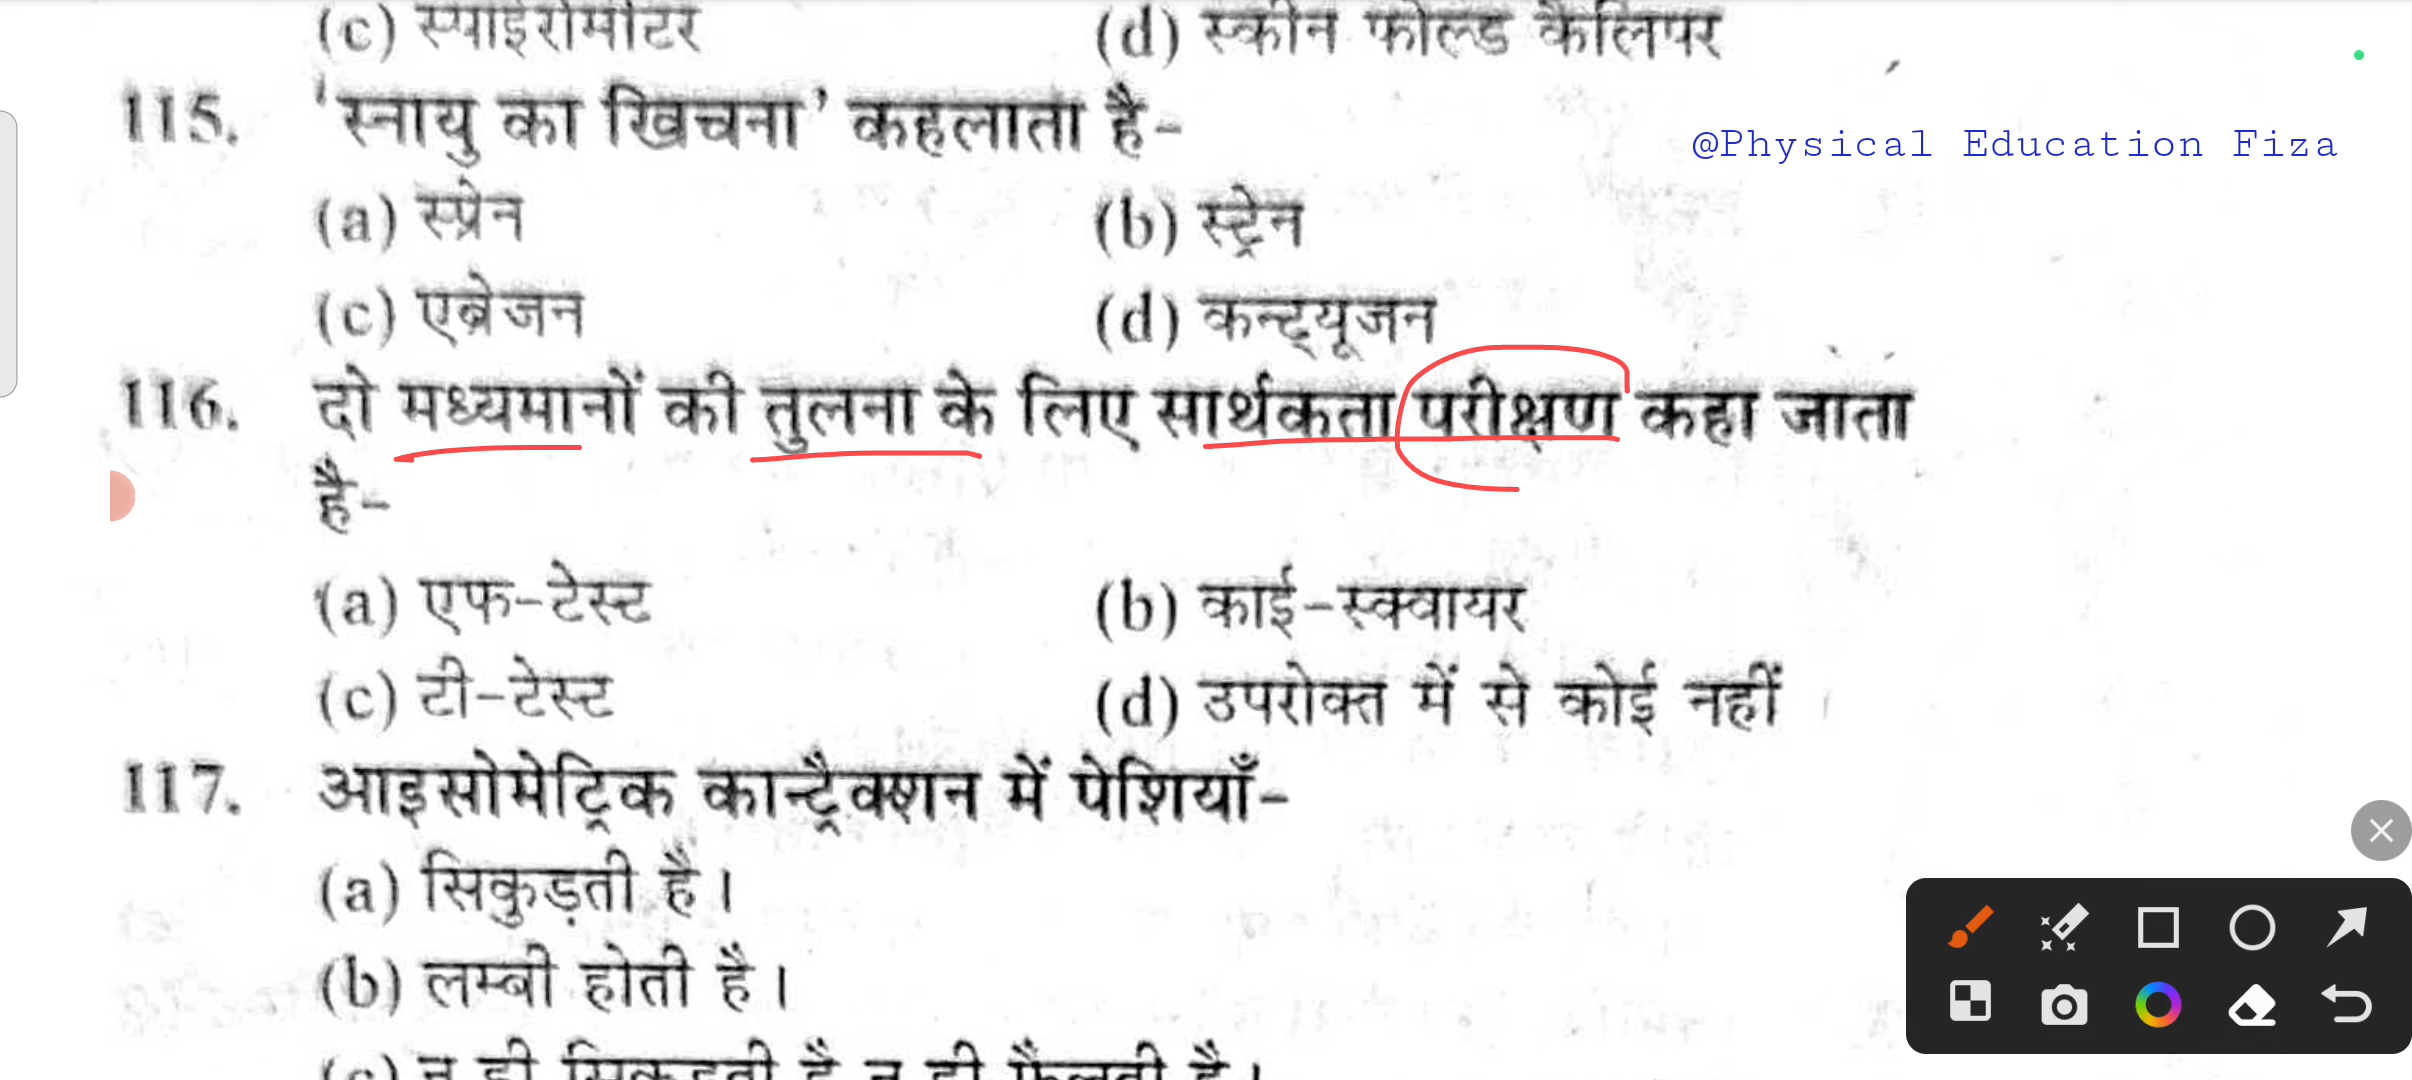 (c) स्पाइरोमीटर (d) स्कीन फोल्ड कैलिपर
115. 'स्नायु का खिचना' कहलाता है-
@Physical Education Fiza
(a) स्प्रेन (b) स्ट्रेन
(c) एब्रेजन (d) कन्ट्यूजन
116. दो मध्यमानों की तुलना के लिए सार्थकता परीक्षण कहा जाता
है-
(a) एफ-टेस्ट (b) काई-स्क्वायर
(c) टी-टेस्ट (d) उपरोक्त में से कोई नहीं
117. आइसोमेट्रिक कान्ट्रैक्शन में पेशियाँ-
(a) सिकुड़ती है।
(b) लम्बी होती है।
(c) न ही सिकुड़ती है न ही फैलती है।